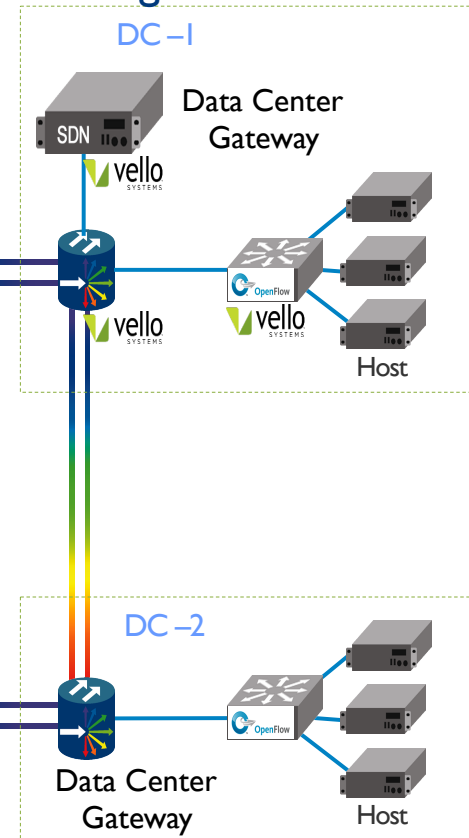 DC –1
SDN
Data Center
Gateway
vello
SYSTEMS
OpenFlow
vello
SYSTEMS
vello
SYSTEMS
Host
DC –2
OpenFlow
Data Center
Gateway
Host